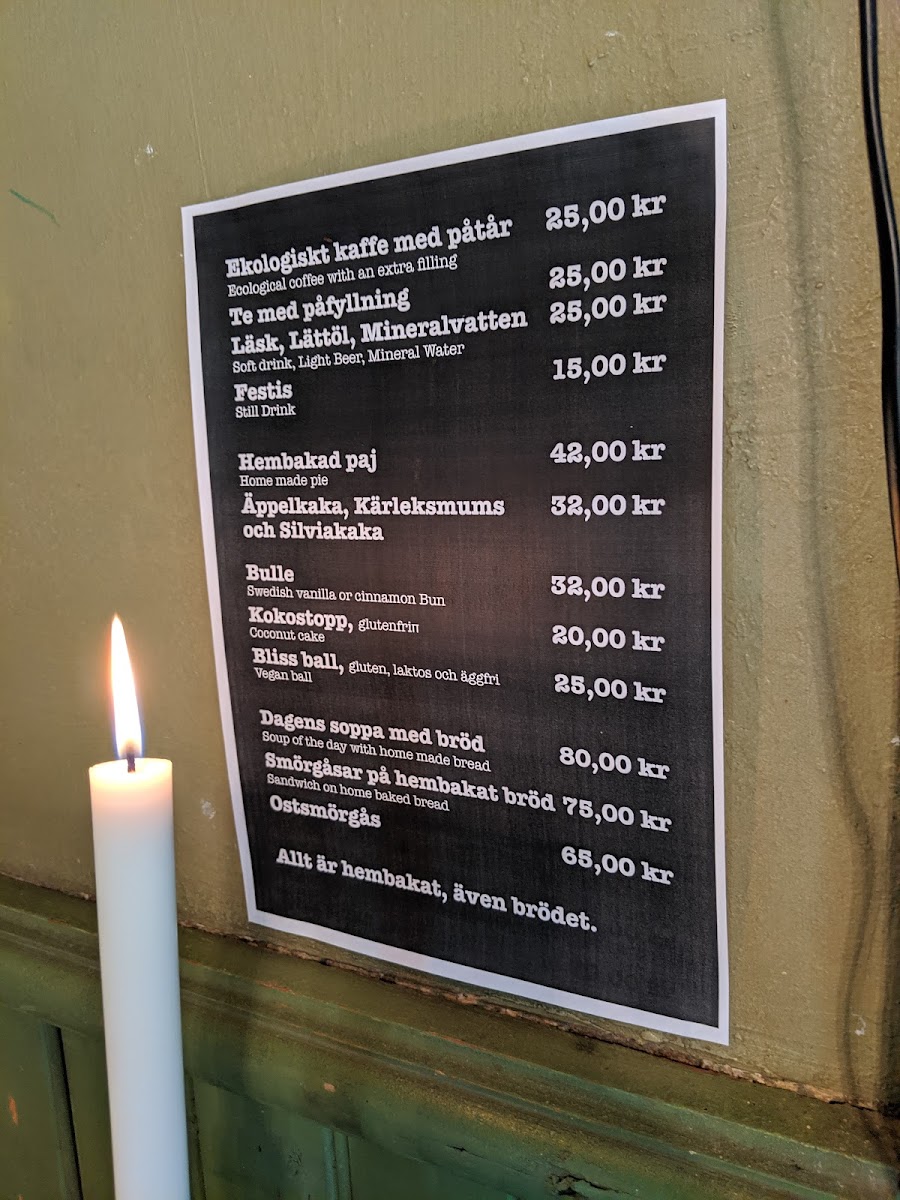 Ekologiskt kaffe med påtår 25,00 kr
Ecological coffee with an extra filling
Te med påfyllning 25,00 kr
Läsk, Lättöl, Mineralvatten 25,00 kr
Soft drink, Light Beer, Mineral Water
Festis 15,00 kr
Still Drink
Hembakad paj 42,00 kr
Home made pie
Äppelkaka, Kärleksmums 32,00 kr
och Silviakaka
Bulle 32,00 kr
Swedish vanilla or cinnamon Bun
Kokostopp, glutenfri 20,00 kr
Coconut cake
Bliss ball, gluten, laktos och äggfri 25,00 kr
Vegan ball
Dagens soppa med bröd 80,00 kr
Soup of the day with home made bread
Smörgåsar på hembakat bröd 75,00 kr
Sandwich on home baked bread
Ostsmörgås 65,00 kr
Allt är hembakat, även brödet.